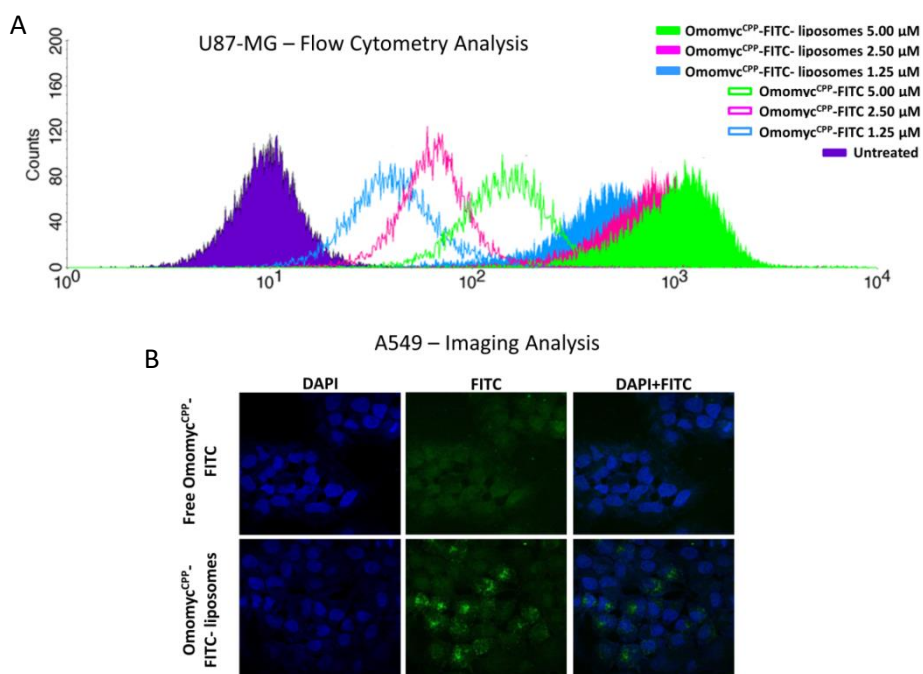 A
U87-MG – Flow Cytometry Analysis
Omomyc^CPP-FITC- liposomes 5.00 µM
Omomyc^CPP-FITC- liposomes 2.50 µM
Omomyc^CPP-FITC- liposomes 1.25 µM
Omomyc^CPP-FITC 5.00 µM
Omomyc^CPP-FITC 2.50 µM
Omomyc^CPP-FITC 1.25 µM
Untreated
Counts
200
160
120
80
40
0
10^0 10^1 10^2 10^3 10^4
A549 – Imaging Analysis
B
DAPI FITC DAPI+FITC
Free Omomyc^CPP-
FITC
Omomyc^CPP-
FITC- liposomes